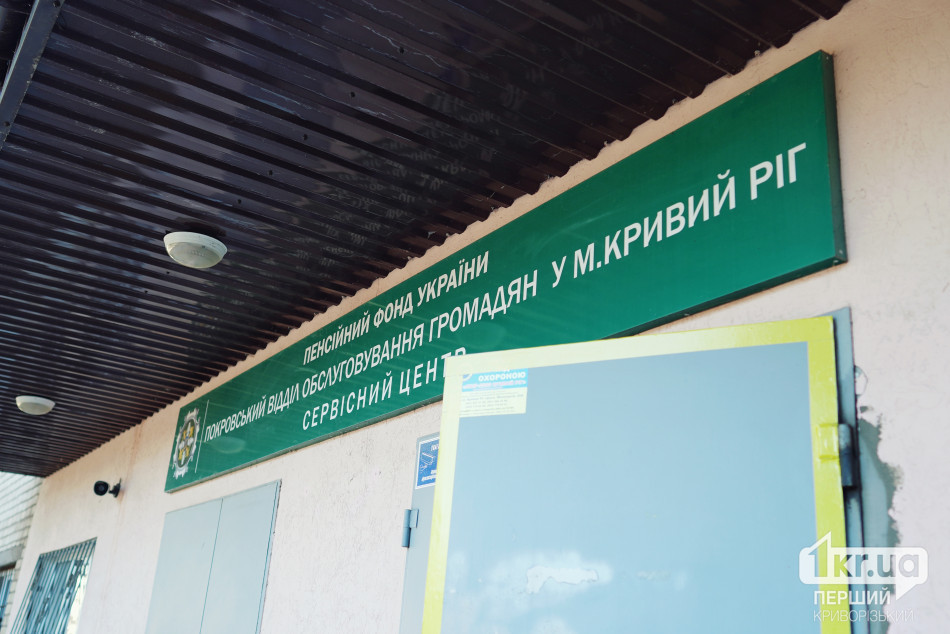 ПЕНСІЙНИЙ ФОНД УКРАЇНИ
ПОКРОВСЬКИЙ ВІДДІЛ ОБСЛУГОВУВАННЯ ГРОМАДЯН У М.КРИВИЙ РІГ
СЕРВІСНИЙ ЦЕНТР
ОХОРОНОЮ
1kr.ua
ПЕРШИЙ
КРИВОРІЗЬКИЙ